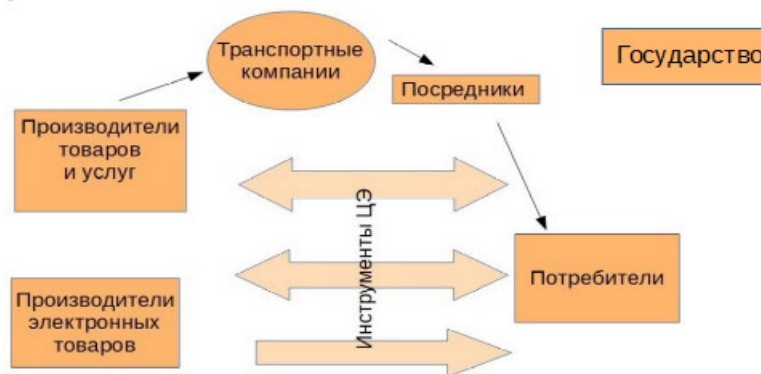 Транспортные
компании
Государство
Посредники
Производители
товаров
и услуг
Инструменты ЦЭ
Потребители
Производители
электронных
товаров